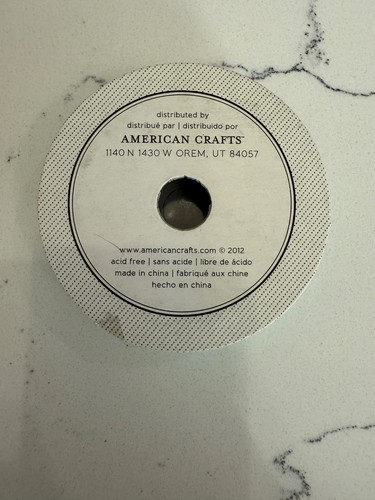 distributed by
distribué par | distribuido por
AMERICAN CRAFTS™
1140 N 1430 W OREM, UT 84057
www.americancrafts.com © 2012
acid free | sans acide | libre de ácido
made in china | fabriqué aux chine
hecho en china